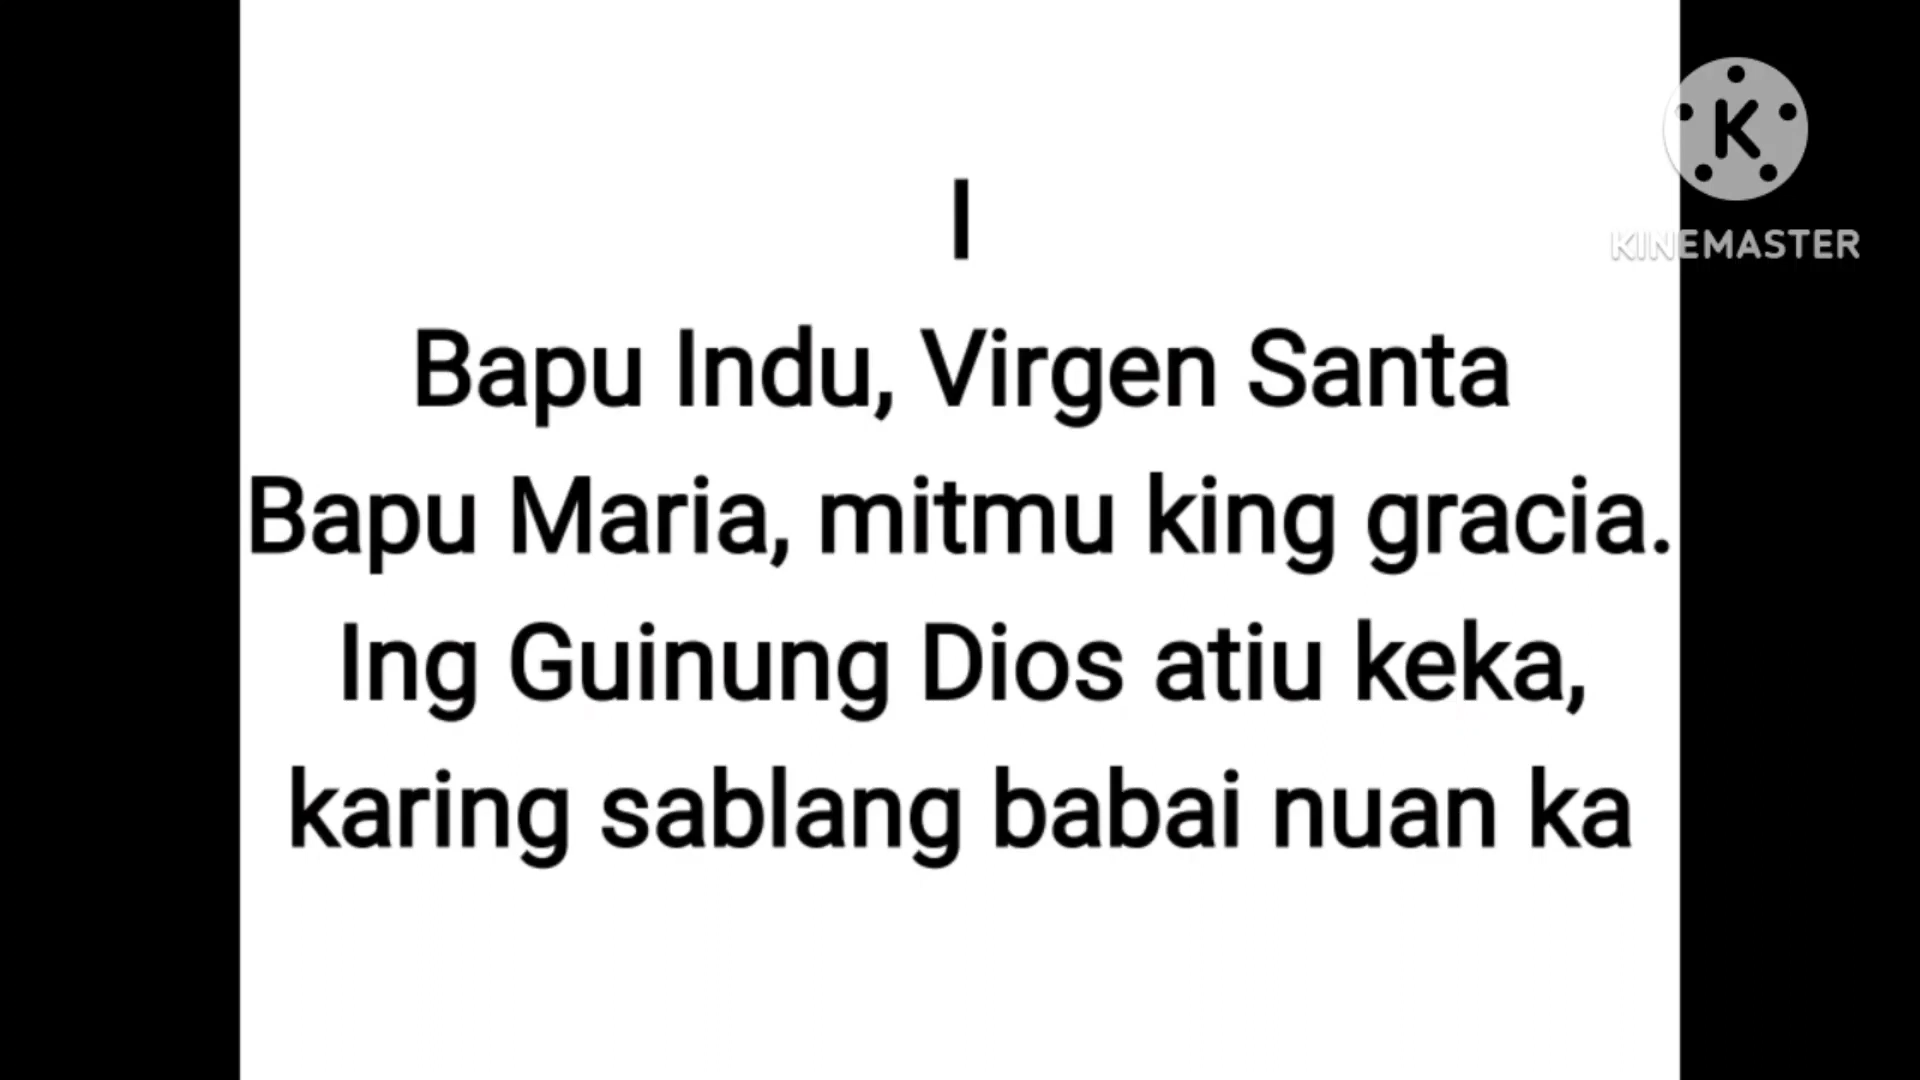 I
Bapu Indu, Virgen Santa
Bapu Maria, mitmu king gracia.
Ing Guinung Dios atiu keka,
karing sablang babai nuan ka
K
KINEMASTER